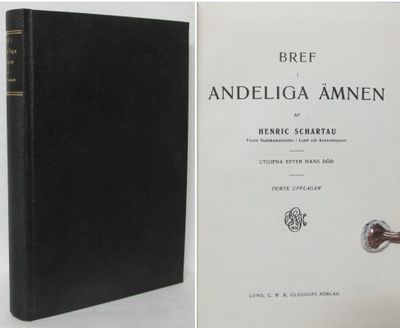 BREF
I
ANDELIGA ÄMNEN
AF
HENRIC SCHARTAU
UTGIFNA EFTER HANS DÖD
FEMTE UPPLAGAN
LUND, C. W. K. GLEERUPS FÖRLAG